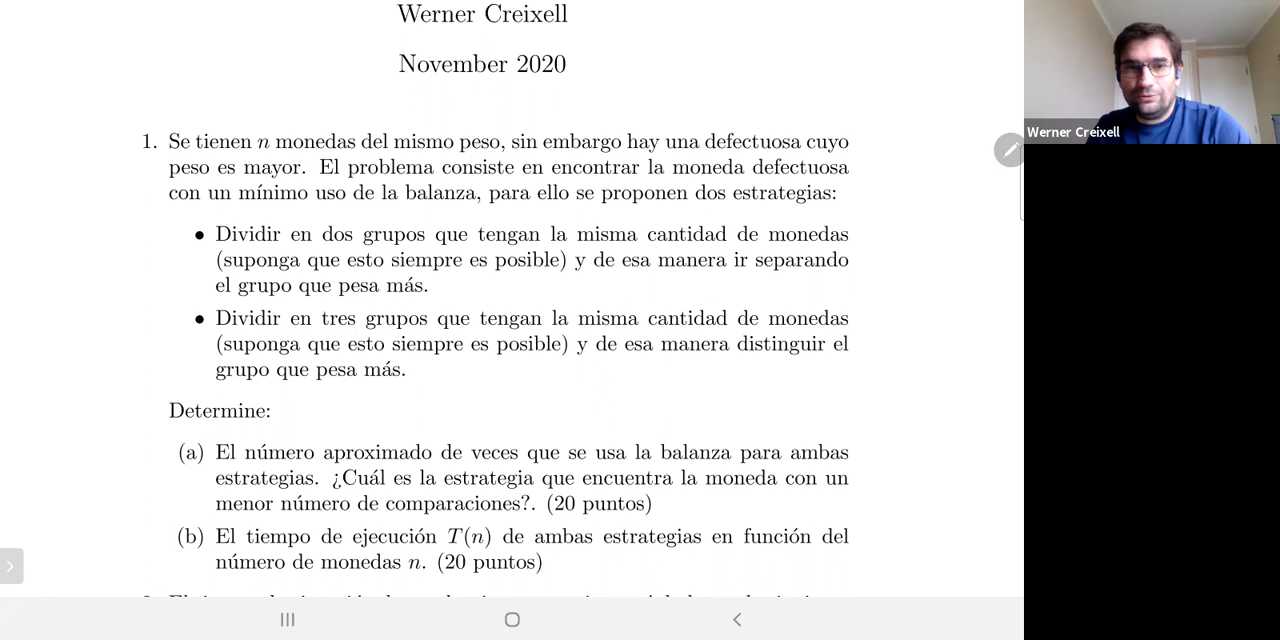 Werner Creixell
November 2020
1. Se tienen n monedas del mismo peso, sin embargo hay una defectuosa cuyo
peso es mayor. El problema consiste en encontrar la moneda defectuosa
con un mínimo uso de la balanza, para ello se proponen dos estrategias:
• Dividir en dos grupos que tengan la misma cantidad de monedas
(suponga que esto siempre es posible) y de esa manera ir separando
el grupo que pesa más.
• Dividir en tres grupos que tengan la misma cantidad de monedas
(suponga que esto siempre es posible) y de esa manera distinguir el
grupo que pesa más.
Determine:
(a) El número aproximado de veces que se usa la balanza para ambas
estrategias. ¿Cuál es la estrategia que encuentra la moneda con un
menor número de comparaciones?. (20 puntos)
(b) El tiempo de ejecución T(n) de ambas estrategias en función del
número de monedas n. (20 puntos)
Werner Creixell